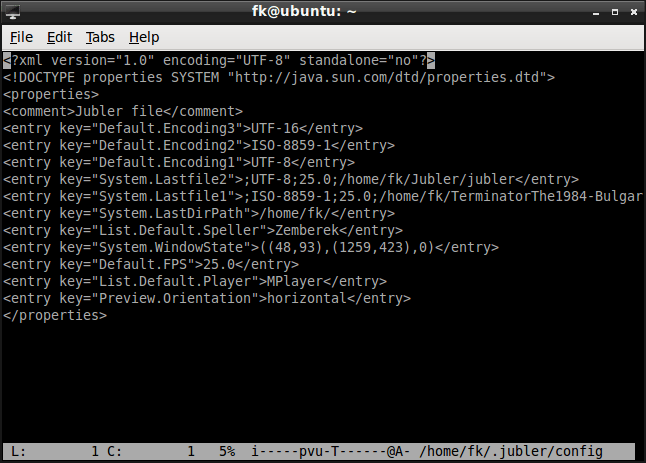 fk@ubuntu: ~
File Edit Tabs Help
<?xml version="1.0" encoding="UTF-8" standalone="no"?>
<!DOCTYPE properties SYSTEM "http://java.sun.com/dtd/properties.dtd">
<properties>
<comment>Jubler file</comment>
<entry key="Default.Encoding3">UTF-16</entry>
<entry key="Default.Encoding2">ISO-8859-1</entry>
<entry key="Default.Encoding1">UTF-8</entry>
<entry key="System.Lastfile2">;UTF-8;25.0;/home/fk/Jubler/jubler</entry>
<entry key="System.Lastfile1">;ISO-8859-1;25.0;/home/fk/TerminatorThe1984-Bulgar
<entry key="System.LastDirPath">/home/fk/</entry>
<entry key="List.Default.Speller">Zemberek</entry>
<entry key="System.WindowState">((48,93),(1259,423),0)</entry>
<entry key="Default.FPS">25.0</entry>
<entry key="List.Default.Player">MPlayer</entry>
<entry key="Preview.Orientation">horizontal</entry>
</properties>
L: 1 C: 1 5% i-----pvu-T------@A- /home/fk/.jubler/config